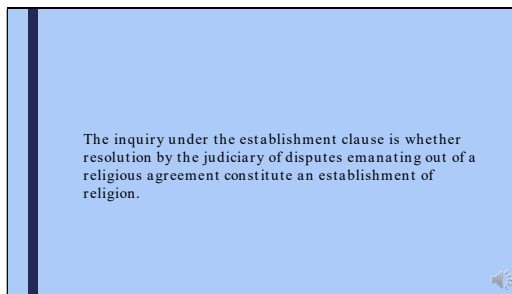 The inquiry under the establishment clause is whether
resolution by the judiciary of disputes emanating out of a
religious agreement constitute an establishment of
religion.